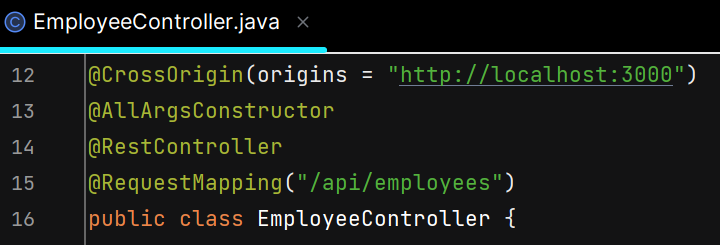 EmployeeController.java
12 @CrossOrigin(origins = "http://localhost:3000")
13 @AllArgsConstructor
14 @RestController
15 @RequestMapping("/api/employees")
16 public class EmployeeController {